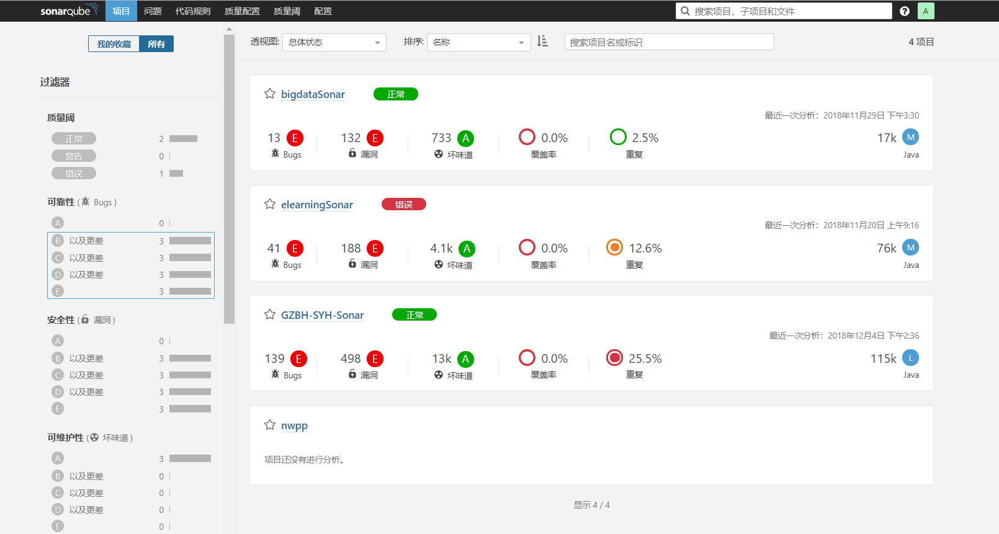 sonarqube 项目 问题 代码规则 质量配置 质量阈 配置 搜索项目，子项目和文件 ? A
我的收藏 所有
过滤器
质量阈
正常 2
警告 0
错误 1
可靠性 ( Bugs )
A 0
B 以及更差 3
C 以及更差 3
D 以及更差 3
E 3
安全性 ( 漏洞 )
A 0
B 以及更差 3
C 以及更差 3
D 以及更差 3
E 3
可维护性 ( 坏味道 )
A 3
B 以及更差 0
C 以及更差 0
D 以及更差 0
E 0
透视图: 总体状态 排序: 名称 搜索项目名或标识 4 项目
bigdataSonar 正常
最近一次分析：2018年11月29日 下午3:30
13 E 132 E 733 A 0.0% 2.5% 17k M
Bugs 漏洞 坏味道 覆盖率 重复 Java
elearningSonar 错误
最近一次分析：2018年11月20日 上午9:16
41 E 188 E 4.1k A 0.0% 12.6% 76k M
Bugs 漏洞 坏味道 覆盖率 重复 Java
GZBH-SYH-Sonar 正常
最近一次分析：2018年12月4日 下午2:36
139 E 498 E 13k A 0.0% 25.5% 115k L
Bugs 漏洞 坏味道 覆盖率 重复 Java
nwpp
项目还没有进行分析。
显示 4 / 4